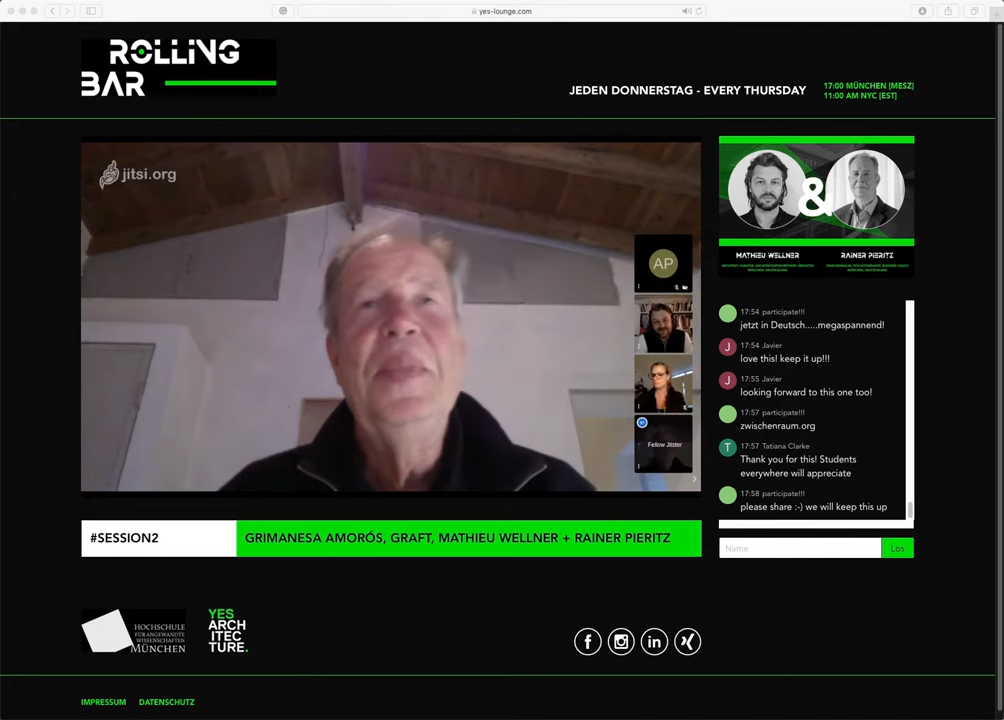 yes-lounge.com
ROLLING
BAR
JEDEN DONNERSTAG - EVERY THURSDAY
17:00 MÜNCHEN [MESZ]
11:00 AM NYC [EST]
jitsi.org
AP
Fellow Jitster
&
MATHIEU WELLNER
RAINER PIERITZ
17:54 participate!!!
jetzt in Deutsch.....megaspannend!
J
17:54 Javier
love this! keep it up!!!
J
17:55 Javier
looking forward to this one too!
17:57 participate!!!
zwischenraum.org
T
17:57 Tatiana Clarke
Thank you for this! Students
everywhere will appreciate
17:58 participate!!!
please share :-) we will keep this up
#SESSION2
GRIMANESA AMORÓS, GRAFT, MATHIEU WELLNER + RAINER PIERITZ
Name
Los
HOCHSCHULE
FÜR ANGEWANDTE
WISSENSCHAFTEN
MÜNCHEN
YES
ARCH
ITEC
TURE.
IMPRESSUM
DATENSCHUTZ